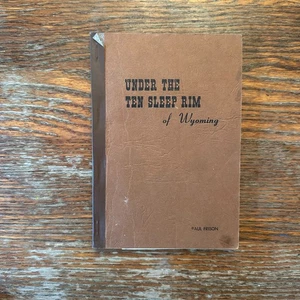 UNDER THE
TEN SLEEP RIM
of Wyoming
PAUL FRISON